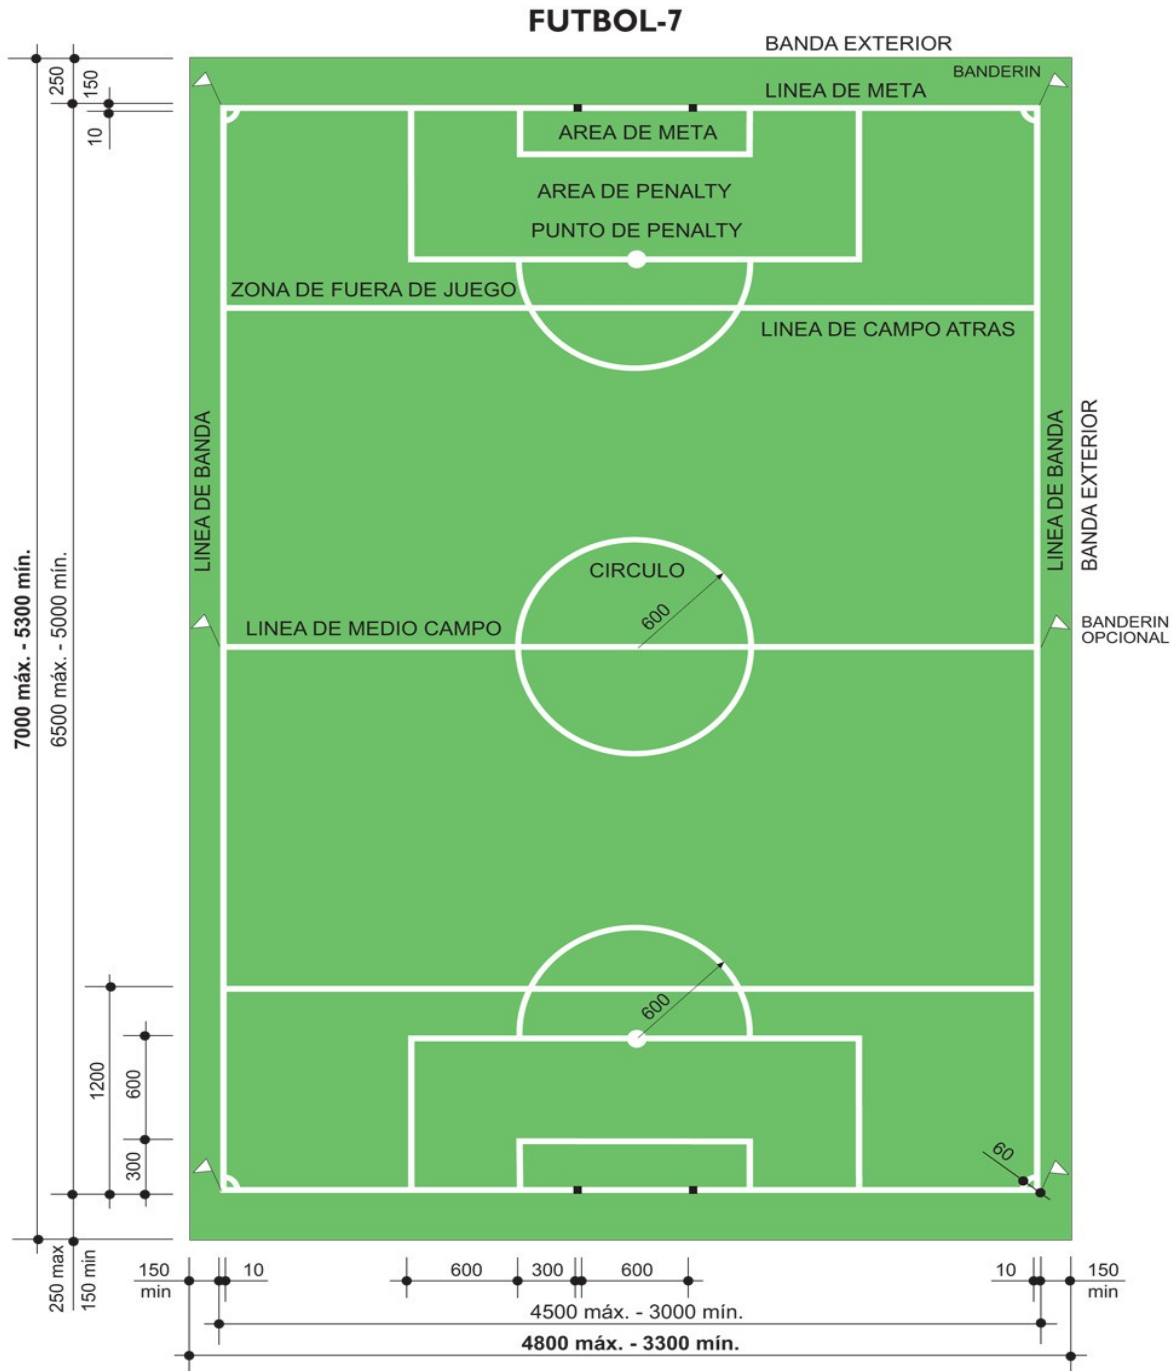 FUTBOL-7
BANDA EXTERIOR
BANDERIN
LINEA DE META
250
150
10
AREA DE META
AREA DE PENALTY
PUNTO DE PENALTY
ZONA DE FUERA DE JUEGO
LINEA DE CAMPO ATRAS
LINEA DE BANDA
LINEA DE BANDA
BANDA EXTERIOR
CIRCULO
600
LINEA DE MEDIO CAMPO
BANDERIN
OPCIONAL
7000 máx. - 5300 mín.
6500 máx. - 5000 mín.
600
1200
600
300
60
250 max
150 min
150
min
10
600
300
600
10
150
min
4500 máx. - 3000 mín.
4800 máx. - 3300 mín.